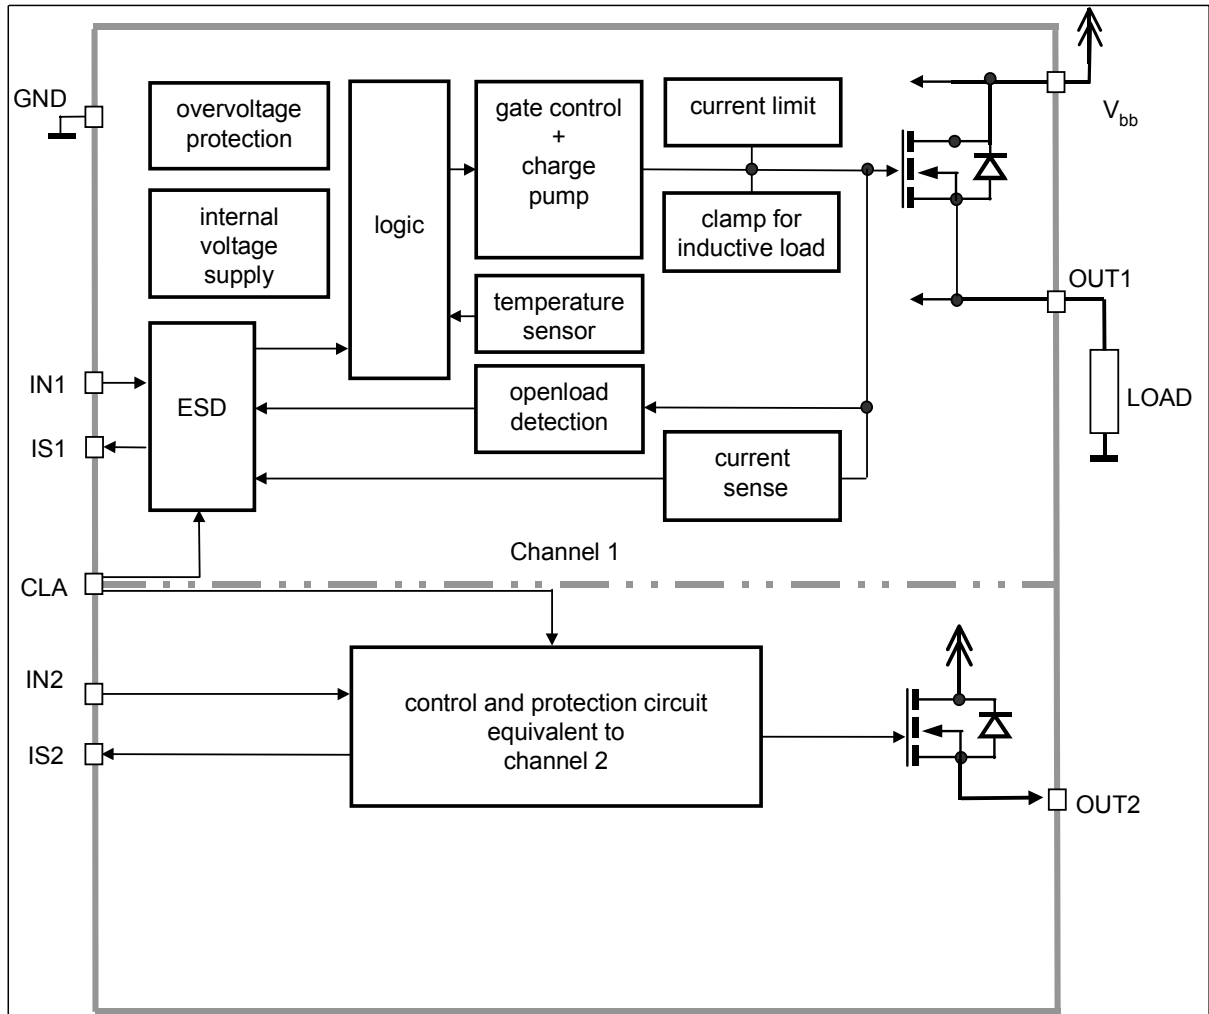 GND
overvoltage
protection
internal
voltage
supply
logic
gate control
+
charge
pump
current limit
clamp for
inductive load
V_bb
temperature
sensor
OUT1
IN1
ESD
openload
detection
LOAD
IS1
current
sense
Channel 1
CLA
IN2
control and protection circuit
equivalent to
channel 2
IS2
OUT2